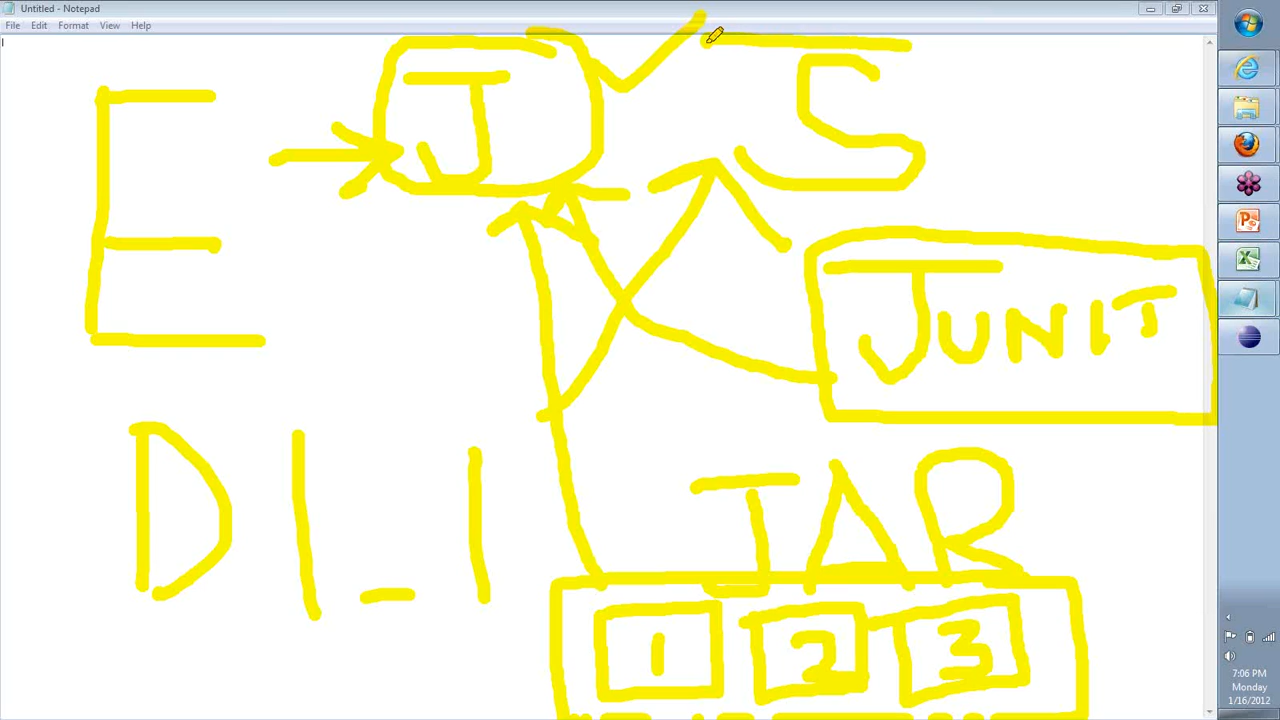 Untitled - Notepad
File Edit Format View Help
E J S
JUNIT
D1_1 JAR
1 2 3
7:06 PM
Monday
1/16/2012